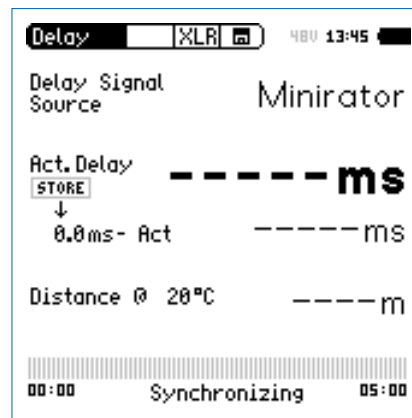 Delay XLR 48V 13:45
Delay Signal
Source
Minirator
Act. Delay
-----ms
STORE
0.0ms- Act
-----ms
Distance @ 20°C
----m
00:00 Synchronizing 05:00